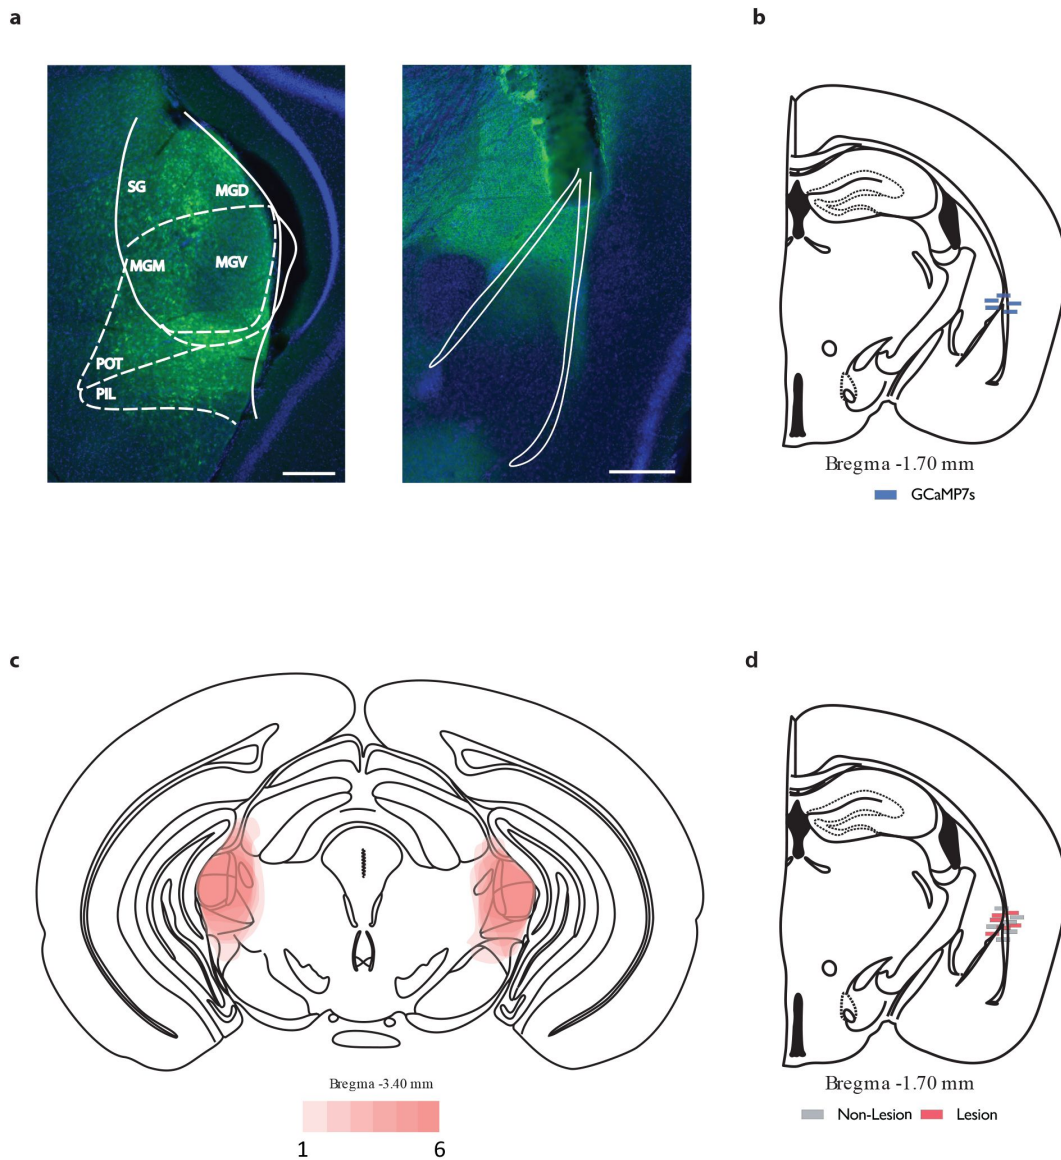 a
SG
MGD
MGM
MGV
POT
PIL
b
Bregma -1.70 mm
GCaMP7s
c
Bregma -3.40 mm
1
6
d
Bregma -1.70 mm
Non-Lesion Lesion